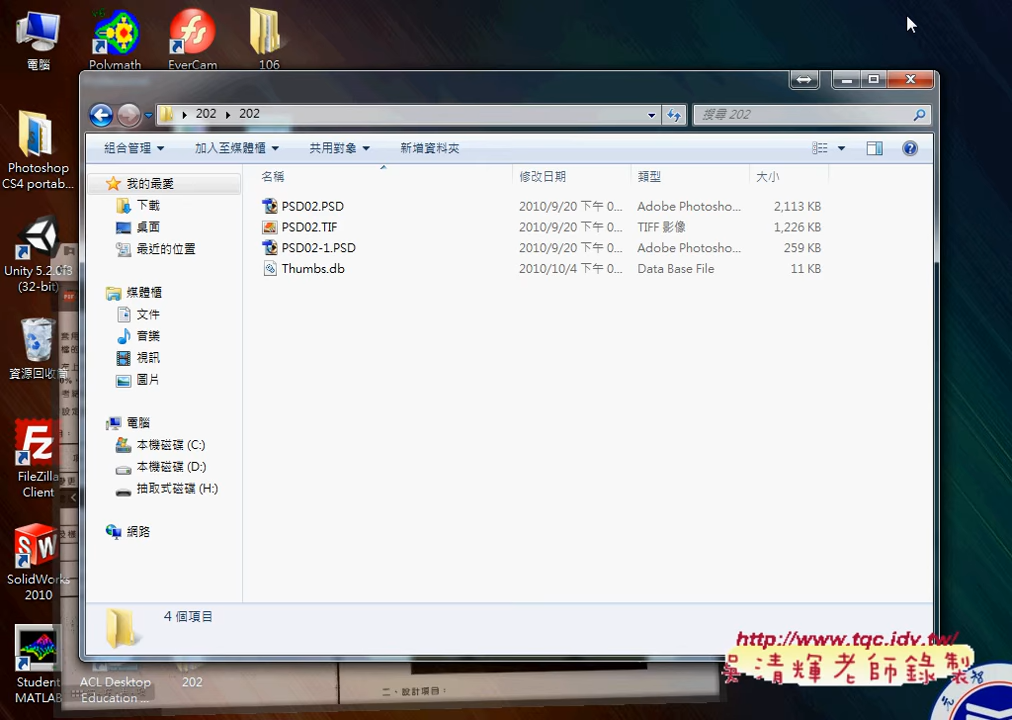 電腦
Polymath
EverCam
106
Photoshop
CS4 portab...
Unity 5.2.0f3
(32-bit)
資源回收筒
FileZilla
Client
SolidWorks
2010
Student
MATLAB
ACL Desktop
Education ...
202
202 202
搜尋 202
組合管理 加入至媒體櫃 共用對象 新增資料夾
我的最愛
下載
桌面
最近的位置
媒體櫃
文件
音樂
視訊
圖片
電腦
本機磁碟 (C:)
本機磁碟 (D:)
抽取式磁碟 (H:)
網路
名稱 修改日期 類型 大小
PSD02.PSD 2010/9/20 下午 0... Adobe Photosho... 2,113 KB
PSD02.TIF 2010/9/20 下午 0... TIFF 影像 1,226 KB
PSD02-1.PSD 2010/9/20 下午 0... Adobe Photosho... 259 KB
Thumbs.db 2010/10/4 下午 0... Data Base File 11 KB
4 個項目
二、設計項目：
http://www.tqc.idv.tw/
吳清輝老師錄製